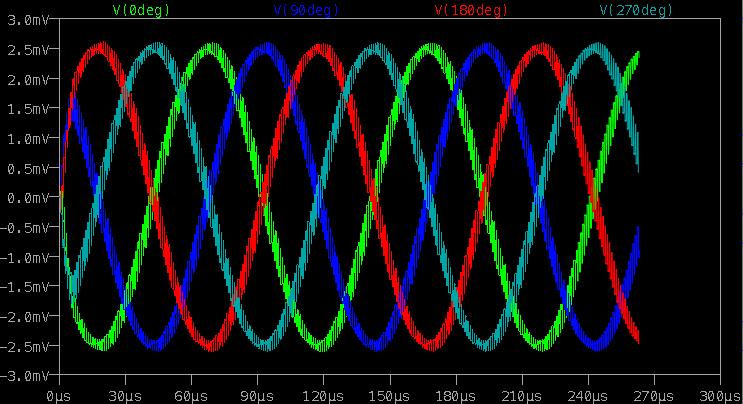 V(0deg) V(90deg) V(180deg) V(270deg)
3.0mV
2.5mV
2.0mV
1.5mV
1.0mV
0.5mV
0.0mV
-0.5mV
-1.0mV
-1.5mV
-2.0mV
-2.5mV
-3.0mV
0µs 30µs 60µs 90µs 120µs 150µs 180µs 210µs 240µs 270µs 300µs